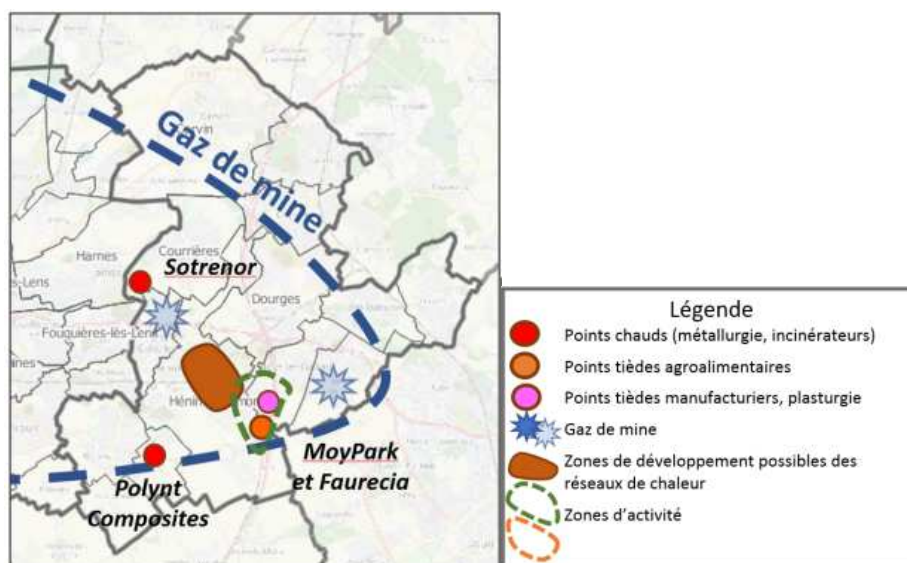 Gaz de mine
Harnes
Courrières
Sotrenor
Dourges
Fouquières-lès-Lens
MoyPark
et Faurecia
Polynt
Composites
Légende
Points chauds (métallurgie, incinérateurs)
Points tièdes agroalimentaires
Points tièdes manufacturiers, plasturgie
Gaz de mine
Zones de développement possibles des
réseaux de chaleur
Zones d'activité